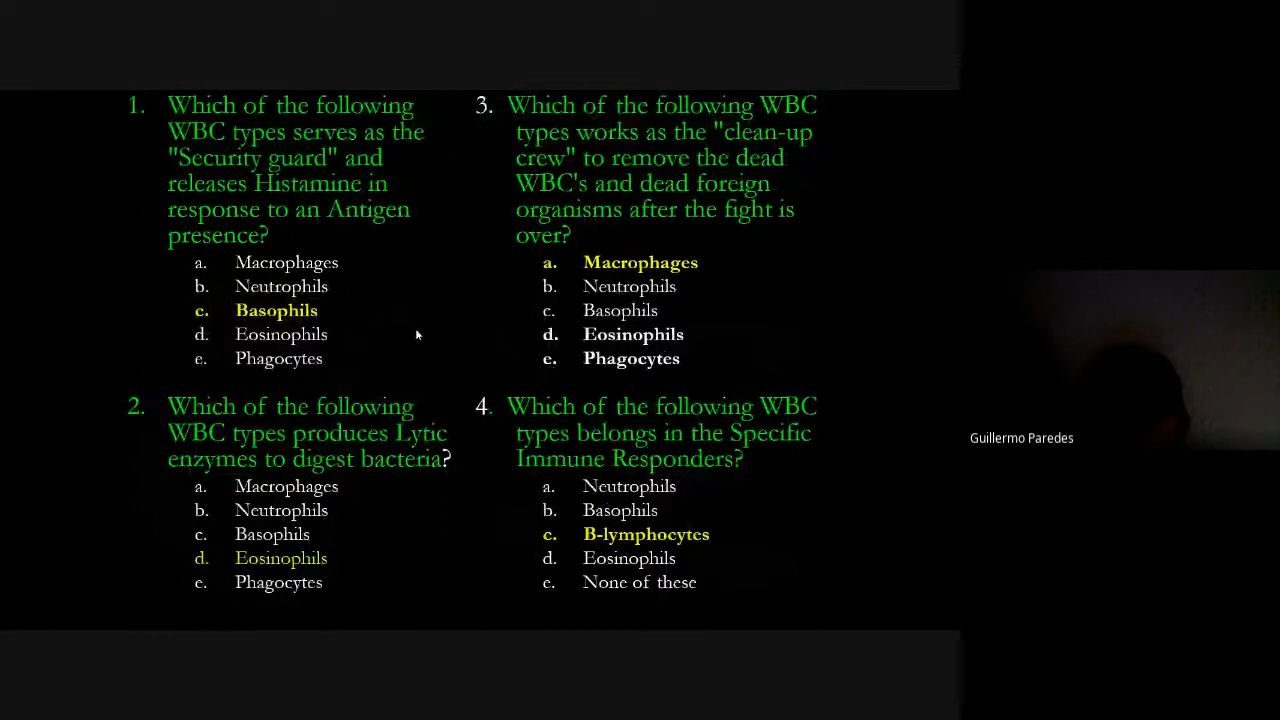 1. Which of the following
WBC types serves as the
"Security guard" and
releases Histamine in
response to an Antigen
presence?
a. Macrophages
b. Neutrophils
c. Basophils
d. Eosinophils
e. Phagocytes
2. Which of the following
WBC types produces Lytic
enzymes to digest bacteria?
a. Macrophages
b. Neutrophils
c. Basophils
d. Eosinophils
e. Phagocytes
3. Which of the following WBC
types works as the "clean-up
crew" to remove the dead
WBC's and dead foreign
organisms after the fight is
over?
a. Macrophages
b. Neutrophils
c. Basophils
d. Eosinophils
e. Phagocytes
4. Which of the following WBC
types belongs in the Specific
Immune Responders?
a. Neutrophils
b. Basophils
c. B-lymphocytes
d. Eosinophils
e. None of these
Guillermo Paredes